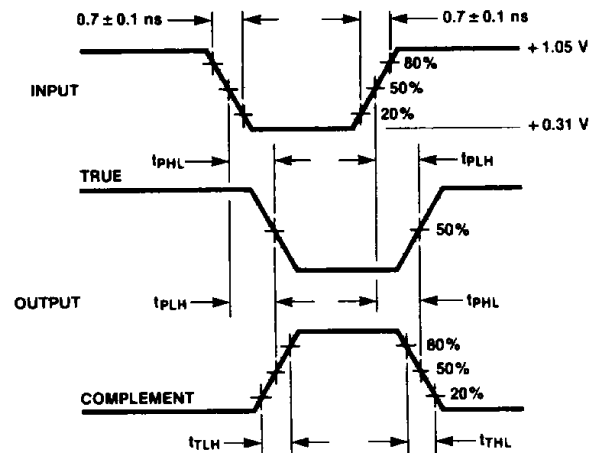 0.7 ± 0.1 ns
0.7 ± 0.1 ns
+ 1.05 V
80%
INPUT
50%
20%
+ 0.31 V
tPHL
tPLH
TRUE
50%
tPLH
tPHL
OUTPUT
80%
50%
COMPLEMENT
20%
tTLH
tTHL